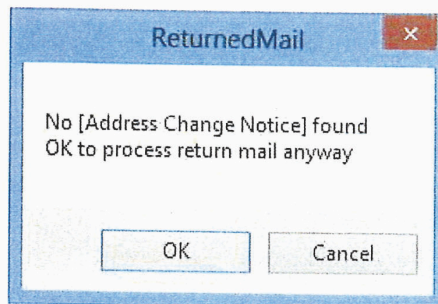 ReturnedMail
No [Address Change Notice] found
OK to process return mail anyway
OK
Cancel